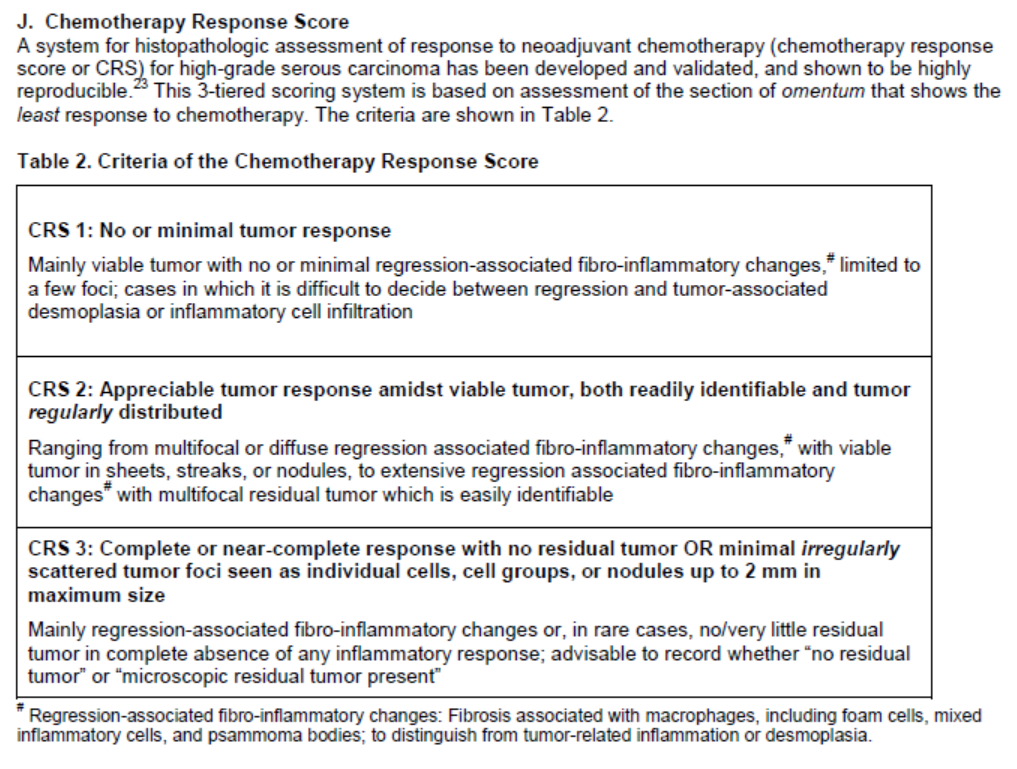 J. Chemotherapy Response Score
A system for histopathologic assessment of response to neoadjuvant chemotherapy (chemotherapy response
score or CRS) for high-grade serous carcinoma has been developed and validated, and shown to be highly
reproducible.23 This 3-tiered scoring system is based on assessment of the section of omentum that shows the
least response to chemotherapy. The criteria are shown in Table 2.
Table 2. Criteria of the Chemotherapy Response Score
CRS 1: No or minimal tumor response
Mainly viable tumor with no or minimal regression-associated fibro-inflammatory changes,# limited to
a few foci; cases in which it is difficult to decide between regression and tumor-associated
desmoplasia or inflammatory cell infiltration
CRS 2: Appreciable tumor response amidst viable tumor, both readily identifiable and tumor
regularly distributed
Ranging from multifocal or diffuse regression associated fibro-inflammatory changes,# with viable
tumor in sheets, streaks, or nodules, to extensive regression associated fibro-inflammatory
changes# with multifocal residual tumor which is easily identifiable
CRS 3: Complete or near-complete response with no residual tumor OR minimal irregularly
scattered tumor foci seen as individual cells, cell groups, or nodules up to 2 mm in
maximum size
Mainly regression-associated fibro-inflammatory changes or, in rare cases, no/very little residual
tumor in complete absence of any inflammatory response; advisable to record whether “no residual
tumor” or “microscopic residual tumor present”
# Regression-associated fibro-inflammatory changes: Fibrosis associated with macrophages, including foam cells, mixed
inflammatory cells, and psammoma bodies; to distinguish from tumor-related inflammation or desmoplasia.